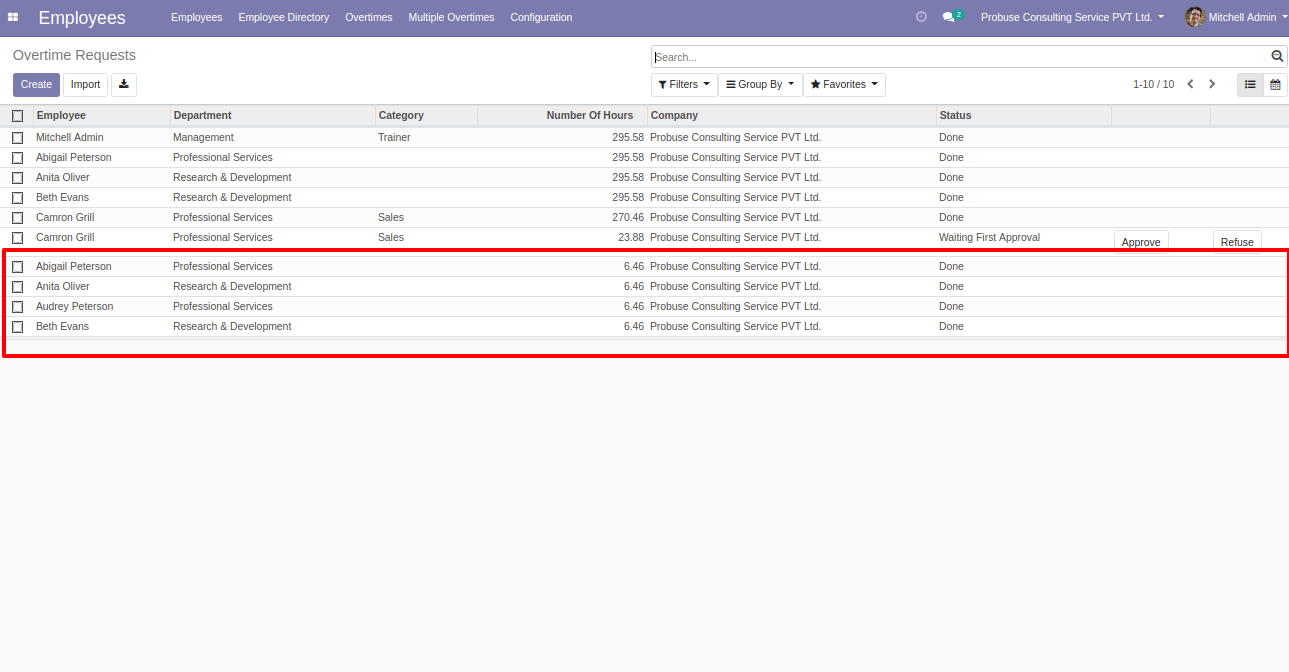 Employees Employees Employee Directory Overtimes Multiple Overtimes Configuration 2 Probuse Consulting Service PVT Ltd. Mitchell Admin
Overtime Requests Search...
Create Import Filters Group By Favorites 1-10 / 10
Employee Department Category Number Of Hours Company Status
Mitchell Admin Management Trainer 295.58 Probuse Consulting Service PVT Ltd. Done
Abigail Peterson Professional Services 295.58 Probuse Consulting Service PVT Ltd. Done
Anita Oliver Research & Development 295.58 Probuse Consulting Service PVT Ltd. Done
Beth Evans Research & Development 295.58 Probuse Consulting Service PVT Ltd. Done
Camron Grill Professional Services Sales 270.46 Probuse Consulting Service PVT Ltd. Done
Camron Grill Professional Services Sales 23.88 Probuse Consulting Service PVT Ltd. Waiting First Approval Approve Refuse
Abigail Peterson Professional Services 6.46 Probuse Consulting Service PVT Ltd. Done
Anita Oliver Research & Development 6.46 Probuse Consulting Service PVT Ltd. Done
Audrey Peterson Professional Services 6.46 Probuse Consulting Service PVT Ltd. Done
Beth Evans Research & Development 6.46 Probuse Consulting Service PVT Ltd. Done